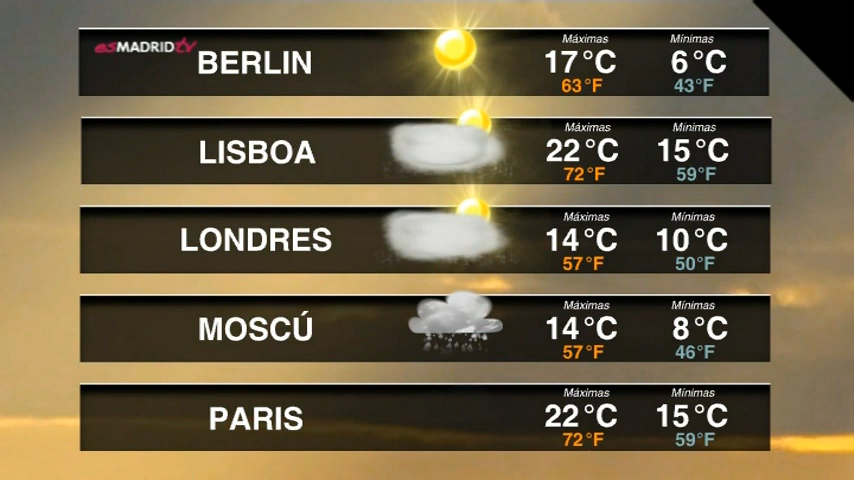 esMADRIDtv
BERLIN
Máximas Mínimas
17°C 6°C
63°F 43°F
LISBOA
Máximas Mínimas
22°C 15°C
72°F 59°F
LONDRES
Máximas Mínimas
14°C 10°C
57°F 50°F
MOSCÚ
Máximas Mínimas
14°C 8°C
57°F 46°F
PARIS
Máximas Mínimas
22°C 15°C
72°F 59°F